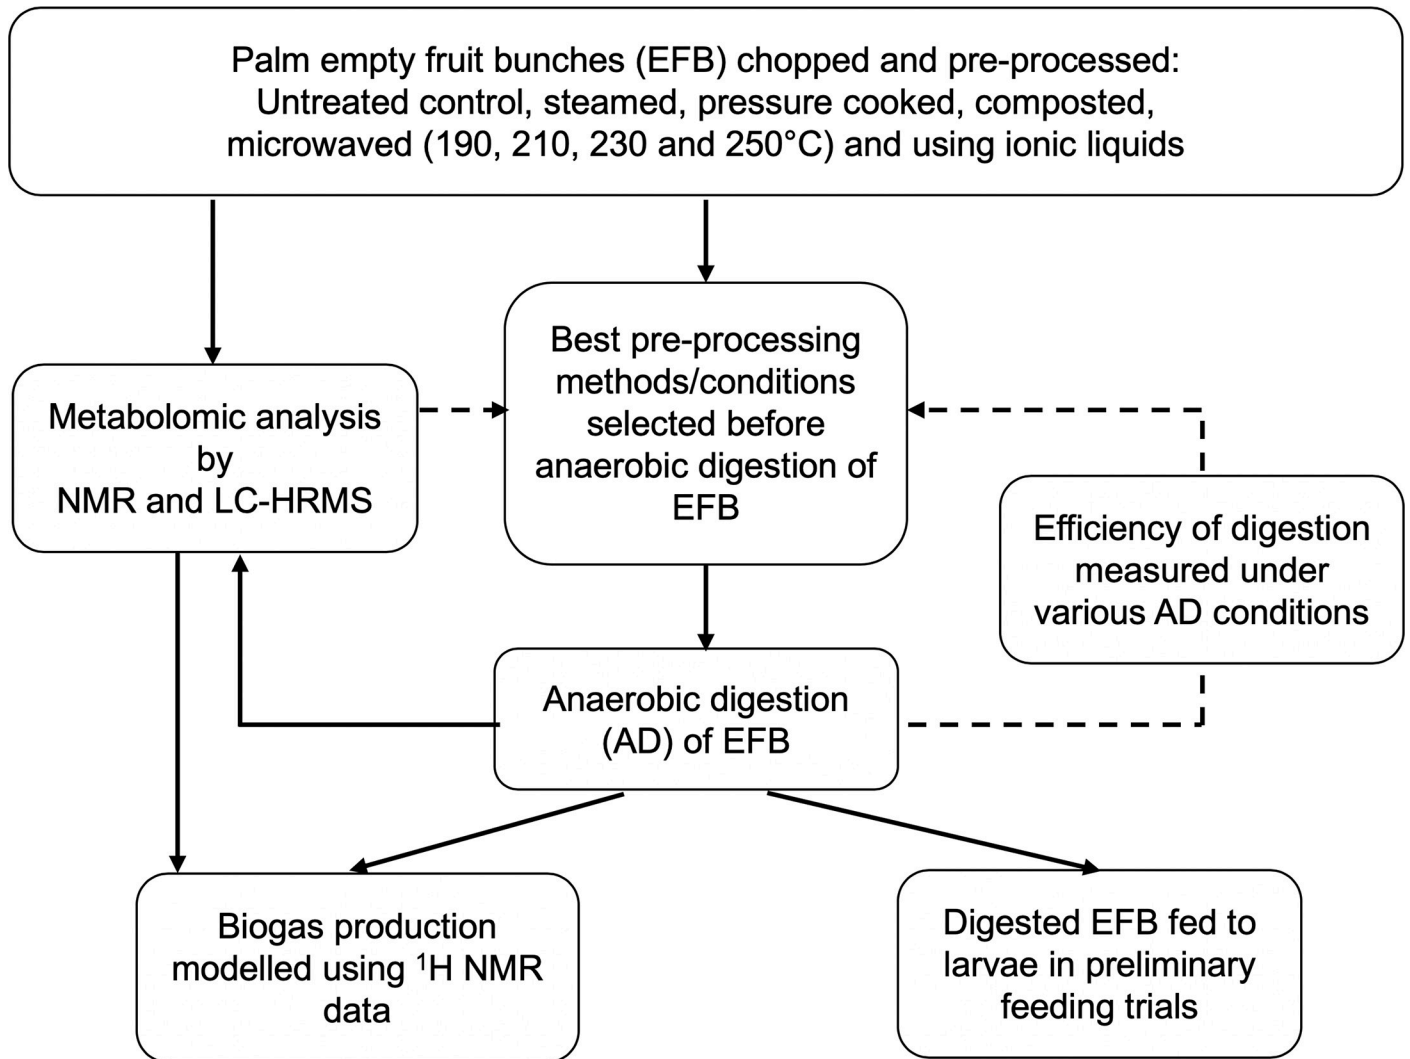 Palm empty fruit bunches (EFB) chopped and pre-processed:
Untreated control, steamed, pressure cooked, composted,
microwaved (190, 210, 230 and 250°C) and using ionic liquids
Best pre-processing
methods/conditions
selected before
anaerobic digestion of
EFB
Metabolomic analysis
by
NMR and LC-HRMS
Efficiency of digestion
measured under
various AD conditions
Anaerobic digestion
(AD) of EFB
Biogas production
modelled using ¹H NMR
data
Digested EFB fed to
larvae in preliminary
feeding trials